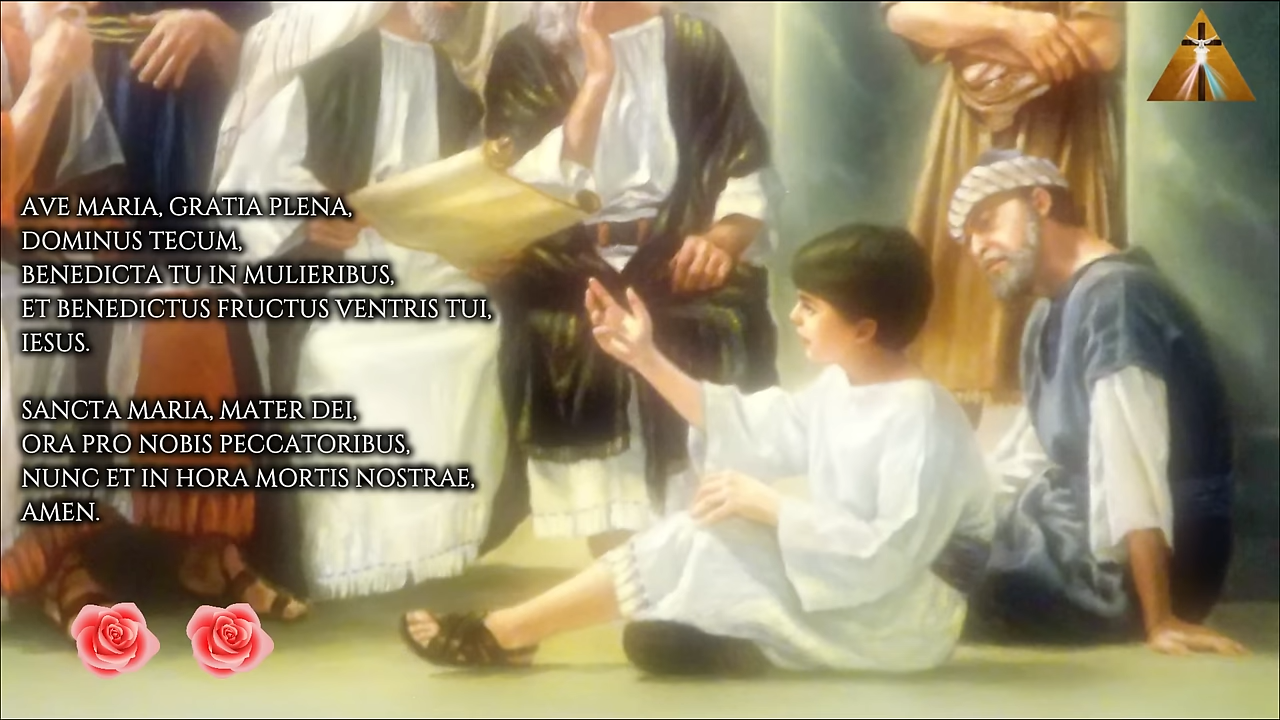 AVE MARIA, GRATIA PLENA,
DOMINUS TECUM,
BENEDICTA TU IN MULIERIBUS,
ET BENEDICTUS FRUCTUS VENTRIS TUI,
IESUS.
SANCTA MARIA, MATER DEI,
ORA PRO NOBIS PECCATORIBUS,
NUNC ET IN HORA MORTIS NOSTRAE,
AMEN.